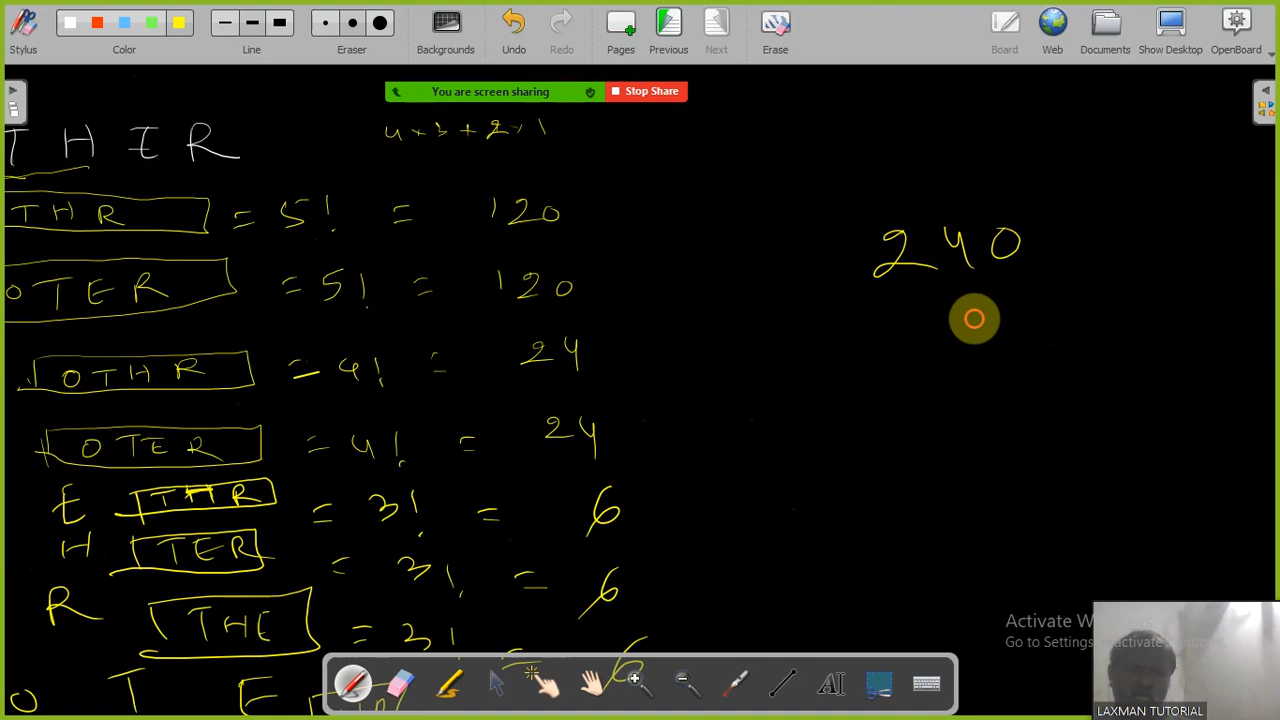 Stylus Color Line Eraser Backgrounds Undo Redo Pages Previous Next Erase Board Web Documents Show Desktop OpenBoard
You are screen sharing Stop Share
T H E R
4 × 3 + 2 × 1
T H R = 5! = 120
240
O T E R = 5! = 120
O T H R = 4! = 24
O T E R = 4! = 24
E T H R = 3! = 6
H T E R = 3! = 6
R T H E = 3! = 6
O T E
Activate W
Go to Settings
LAXMAN TUTORIAL